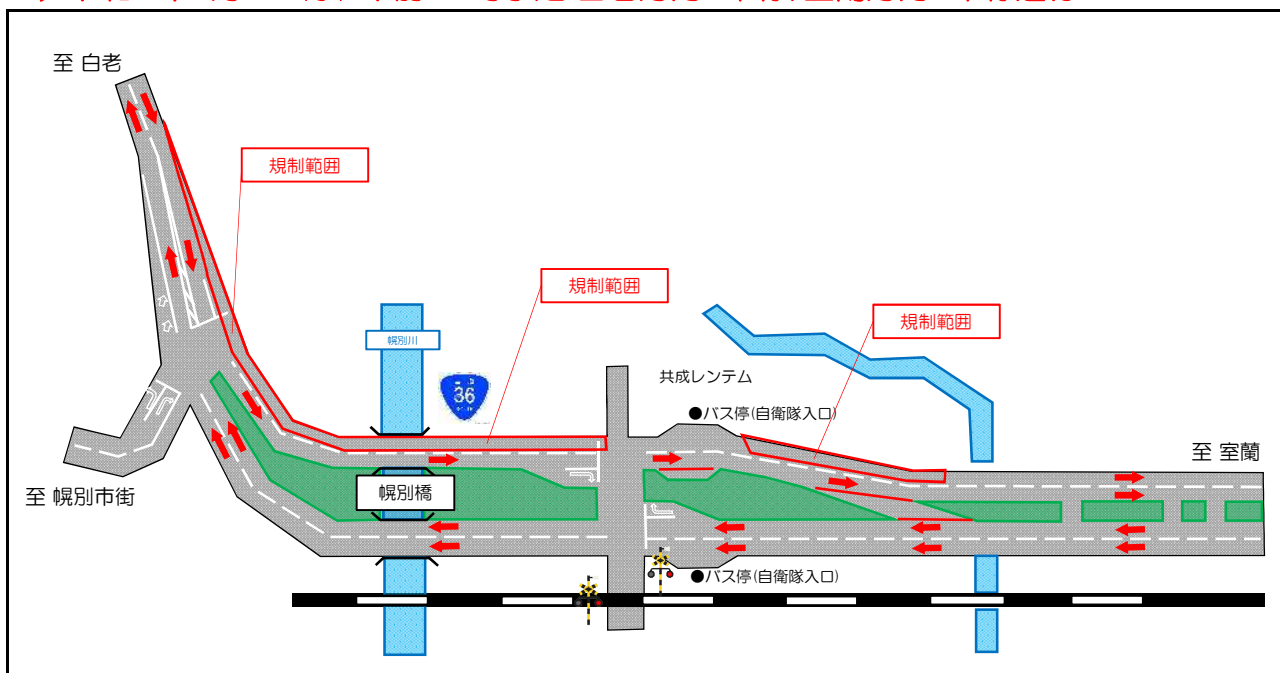 至 白老
規制範囲
規制範囲
規制範囲
幌別川
36
共成レンテム
●バス停(自衛隊入口)
至 室蘭
至 幌別市街
幌別橋
●バス停(自衛隊入口)